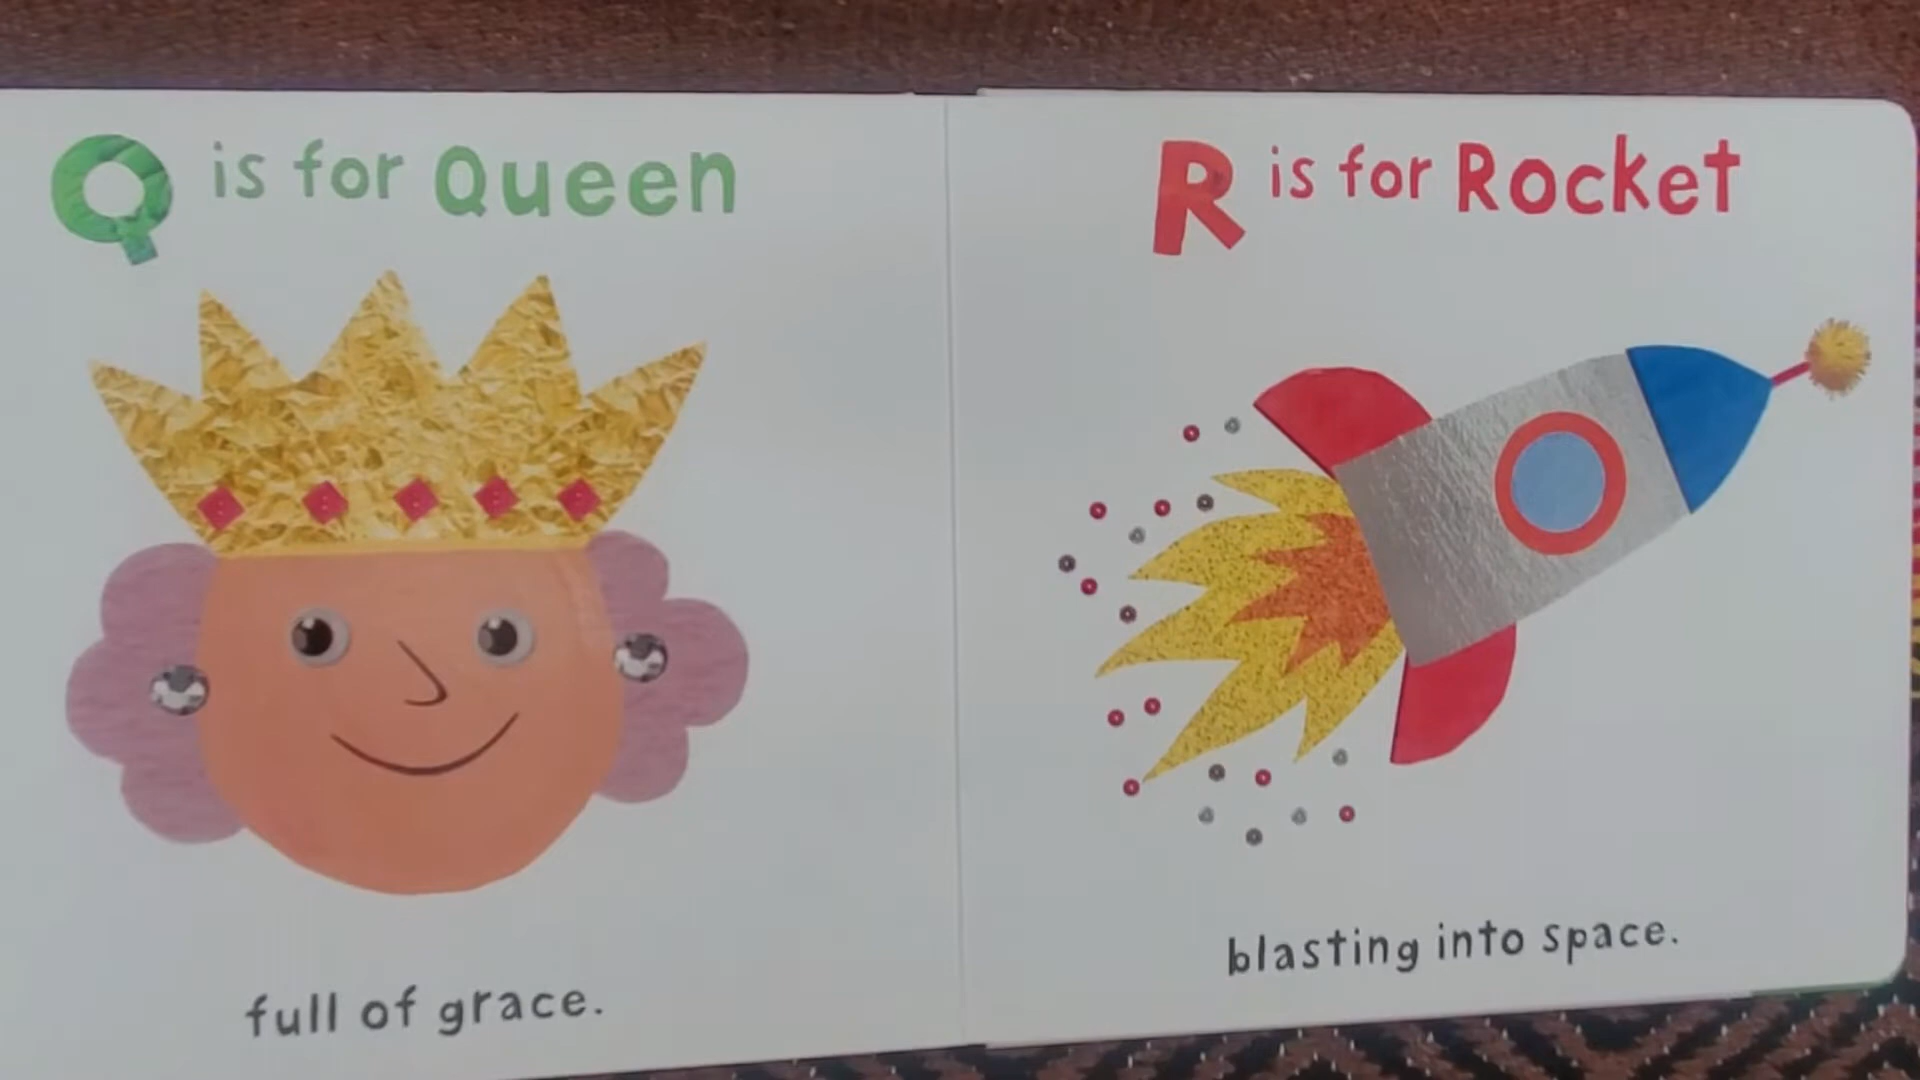 Q is for Queen
full of grace.
R is for Rocket
blasting into space.